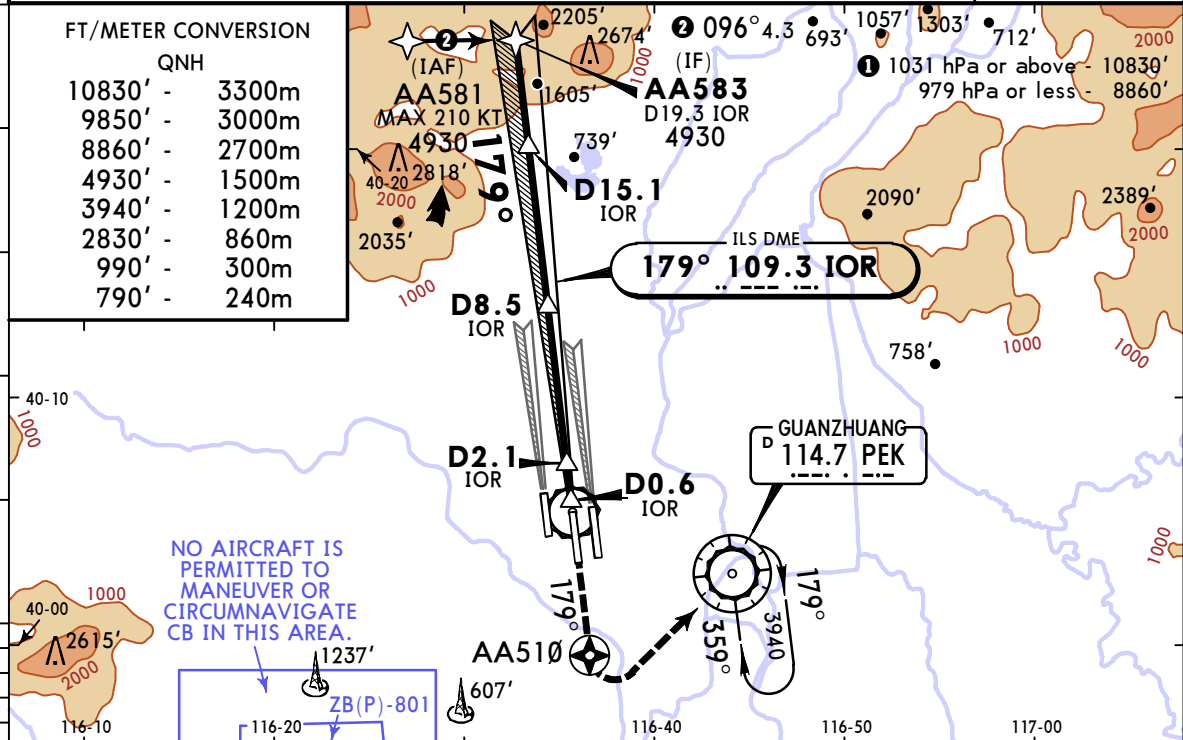 FT/METER CONVERSION
QNH
10830' - 3300m
9850' - 3000m
8860' - 2700m
4930' - 1500m
3940' - 1200m
2830' - 860m
990' - 300m
790' - 240m
2205'
2674'
1000
1605'
2
(IAF)
AA581
MAX 210 KT
4930
2818'
40-20
2000
2035'
1000
179°
2 096° 4.3
(IF)
AA583
D19.3 IOR
4930
693'
1057'
1303'
712'
2000
1 1031 hPa or above - 10830'
979 hPa or less - 8860'
739'
D15.1
IOR
2090'
2389'
2000
ILS DME
179° 109.3 IOR
D8.5
IOR
758'
1000
1000
40-10
1000
D2.1
IOR
D0.6
IOR
GUANZHUANG
D 114.7 PEK
1000
NO AIRCRAFT IS
PERMITTED TO
MANEUVER OR
CIRCUMNAVIGATE
CB IN THIS AREA.
1000
40-00
2615'
2000
179°
AA510
359°
3940
179°
1237'
607'
ZB(P)-801
116-10
116-20
116-40
116-50
117-00